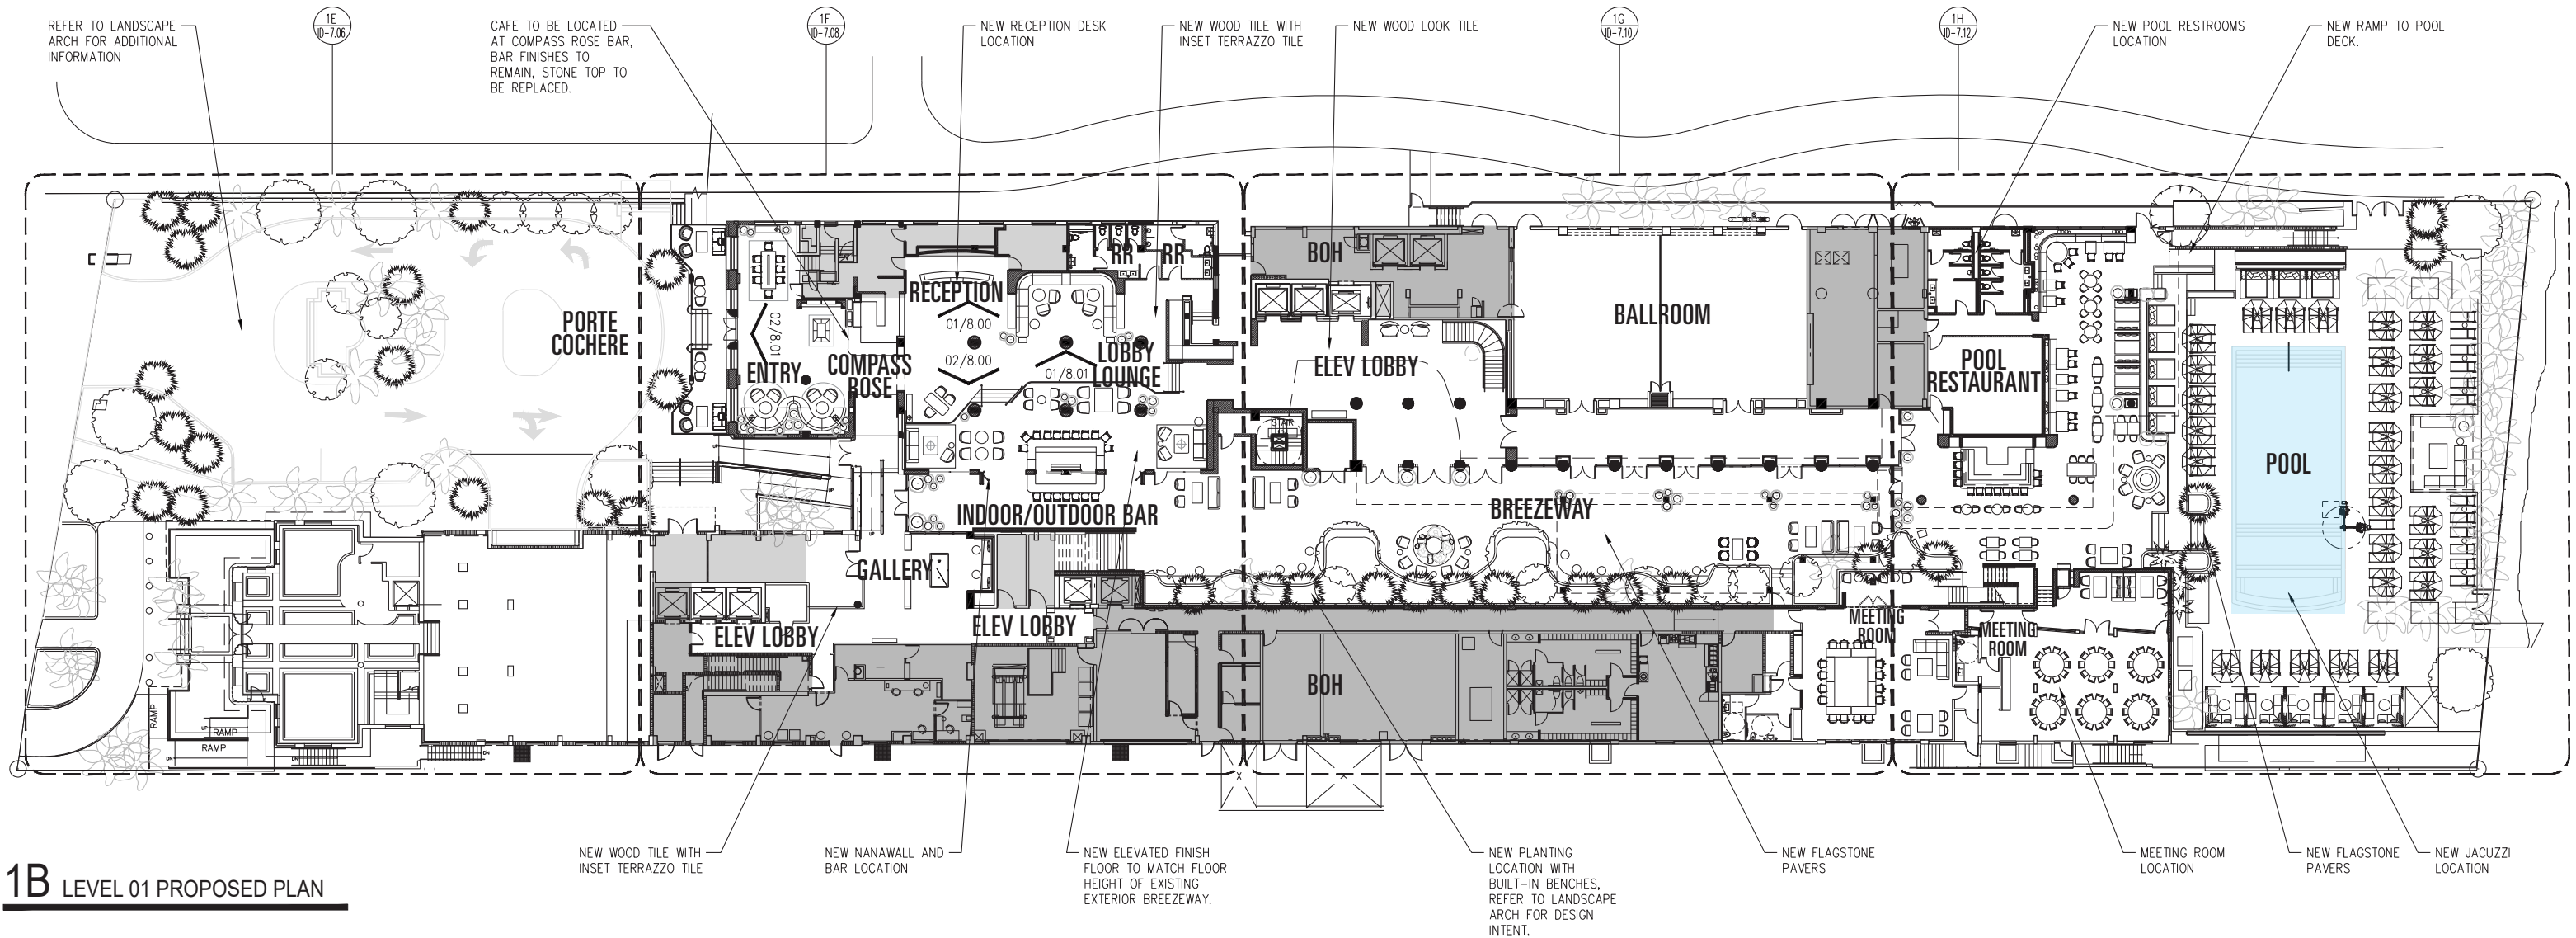 REFER TO LANDSCAPE
ARCH FOR ADDITIONAL
INFORMATION
1E
ID-7.06
CAFE TO BE LOCATED
AT COMPASS ROSE BAR,
BAR FINISHES TO
REMAIN, STONE TOP TO
BE REPLACED.
1F
ID-7.08
NEW RECEPTION DESK
LOCATION
NEW WOOD TILE WITH
INSET TERRAZZO TILE
NEW WOOD LOOK TILE
1G
ID-7.10
1H
ID-7.12
NEW POOL RESTROOMS
LOCATION
NEW RAMP TO POOL
DECK.
PORTE
COCHERE
ENTRY
02/8.01
COMPASS
ROSE
RECEPTION
01/8.00
02/8.00
01/8.01
LOBBY
LOUNGE
RR
RR
BOH
ELEV LOBBY
STAIR
BALLROOM
POOL
RESTAURANT
POOL
INDOOR/OUTDOOR BAR
BREEZEWAY
GALLERY
ELEV LOBBY
ELEV LOBBY
BOH
MEETING
ROOM
MEETING
ROOM
RAMP
RAMP
RAMP
NEW WOOD TILE WITH
INSET TERRAZZO TILE
NEW NANAWALL AND
BAR LOCATION
NEW ELEVATED FINISH
FLOOR TO MATCH FLOOR
HEIGHT OF EXISTING
EXTERIOR BREEZEWAY.
NEW PLANTING
LOCATION WITH
BUILT-IN BENCHES,
REFER TO LANDSCAPE
ARCH FOR DESIGN
INTENT.
NEW FLAGSTONE
PAVERS
MEETING ROOM
LOCATION
NEW FLAGSTONE
PAVERS
NEW JACUZZI
LOCATION
1B LEVEL 01 PROPOSED PLAN